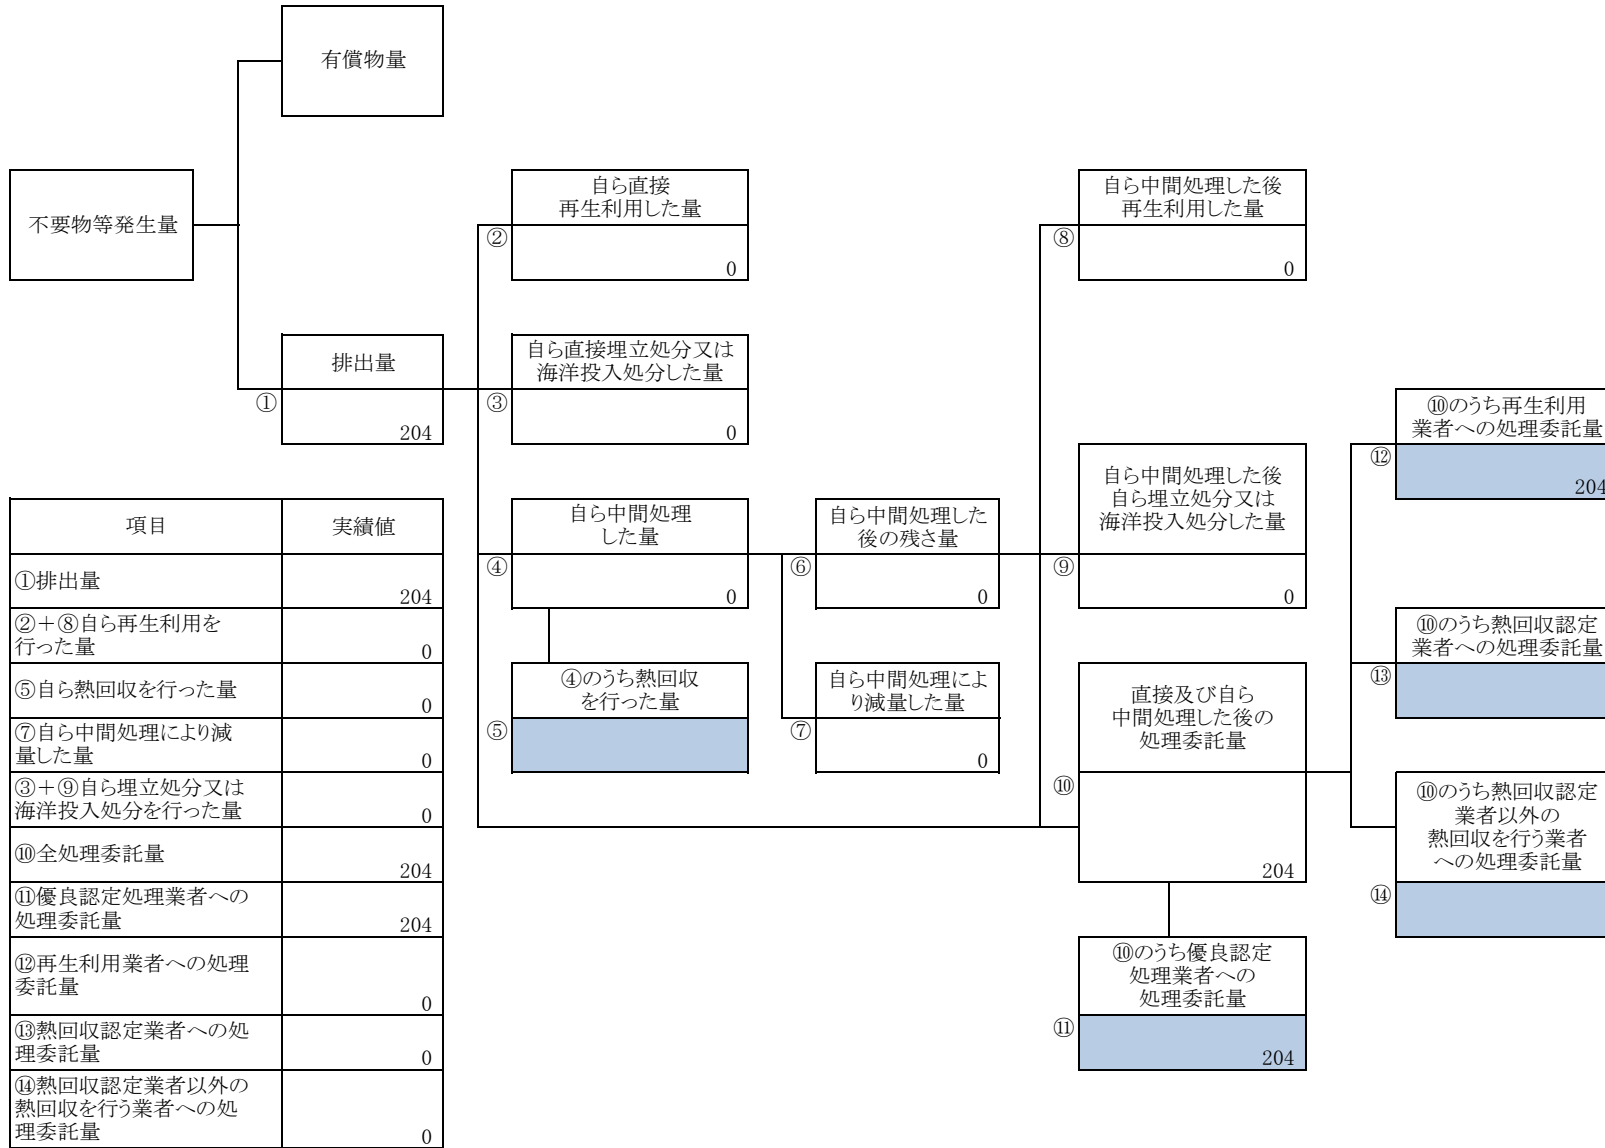 有償物量
不要物等発生量
自ら直接
再生利用した量
②
0
自ら中間処理した後
再生利用した量
⑧
0
排出量
①
204
自ら直接埋立処分又は
海洋投入処分した量
③
0
⑩のうち再生利用
業者への処理委託量
⑫
204
自ら中間処理
した量
④
0
自ら中間処理した
後の残さ量
⑥
0
自ら中間処理した後
自ら埋立処分又は
海洋投入処分した量
⑨
0
⑩のうち熱回収認定
業者への処理委託量
⑬
④のうち熱回収
を行った量
⑤
自ら中間処理によ
り減量した量
⑦
0
直接及び自ら
中間処理した後の
処理委託量
⑩
204
⑩のうち熱回収認定
業者以外の
熱回収を行う業者
への処理委託量
⑭
⑩のうち優良認定
処理業者への
処理委託量
⑪
204
項目 実績値
①排出量
204
②＋⑧自ら再生利用を
行った量
0
⑤自ら熱回収を行った量
0
⑦自ら中間処理により減
量した量
0
③＋⑨自ら埋立処分又は
海洋投入処分を行った量
0
⑩全処理委託量
204
⑪優良認定処理業者への
処理委託量
204
⑫再生利用業者への処理
委託量
0
⑬熱回収認定業者への処
理委託量
0
⑭熱回収認定業者以外の
熱回収を行う業者への処
理委託量
0